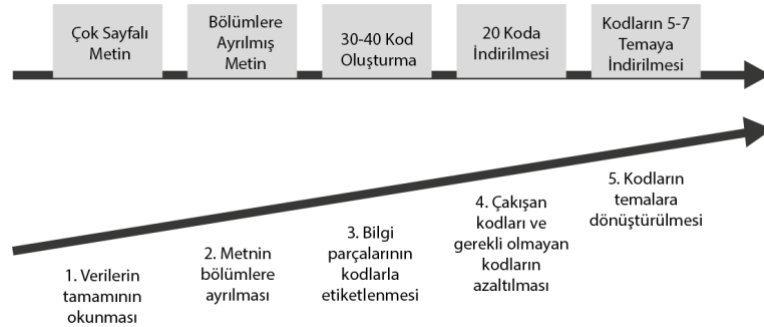 Çok Sayfalı
Metin
Bölümlere
Ayrılmış
Metin
30-40 Kod
Oluşturma
20 Koda
İndirilmesi
Kodların 5-7
Temaya
İndirilmesi
1. Verilerin
tamamının
okunması
2. Metnin
bölümlere
ayrılması
3. Bilgi
parçalarının
kodlarla
etiketlenmesi
4. Çakışan
kodları ve
gerekli olmayan
kodların
azaltılması
5. Kodların
temalara
dönüştürülmesi